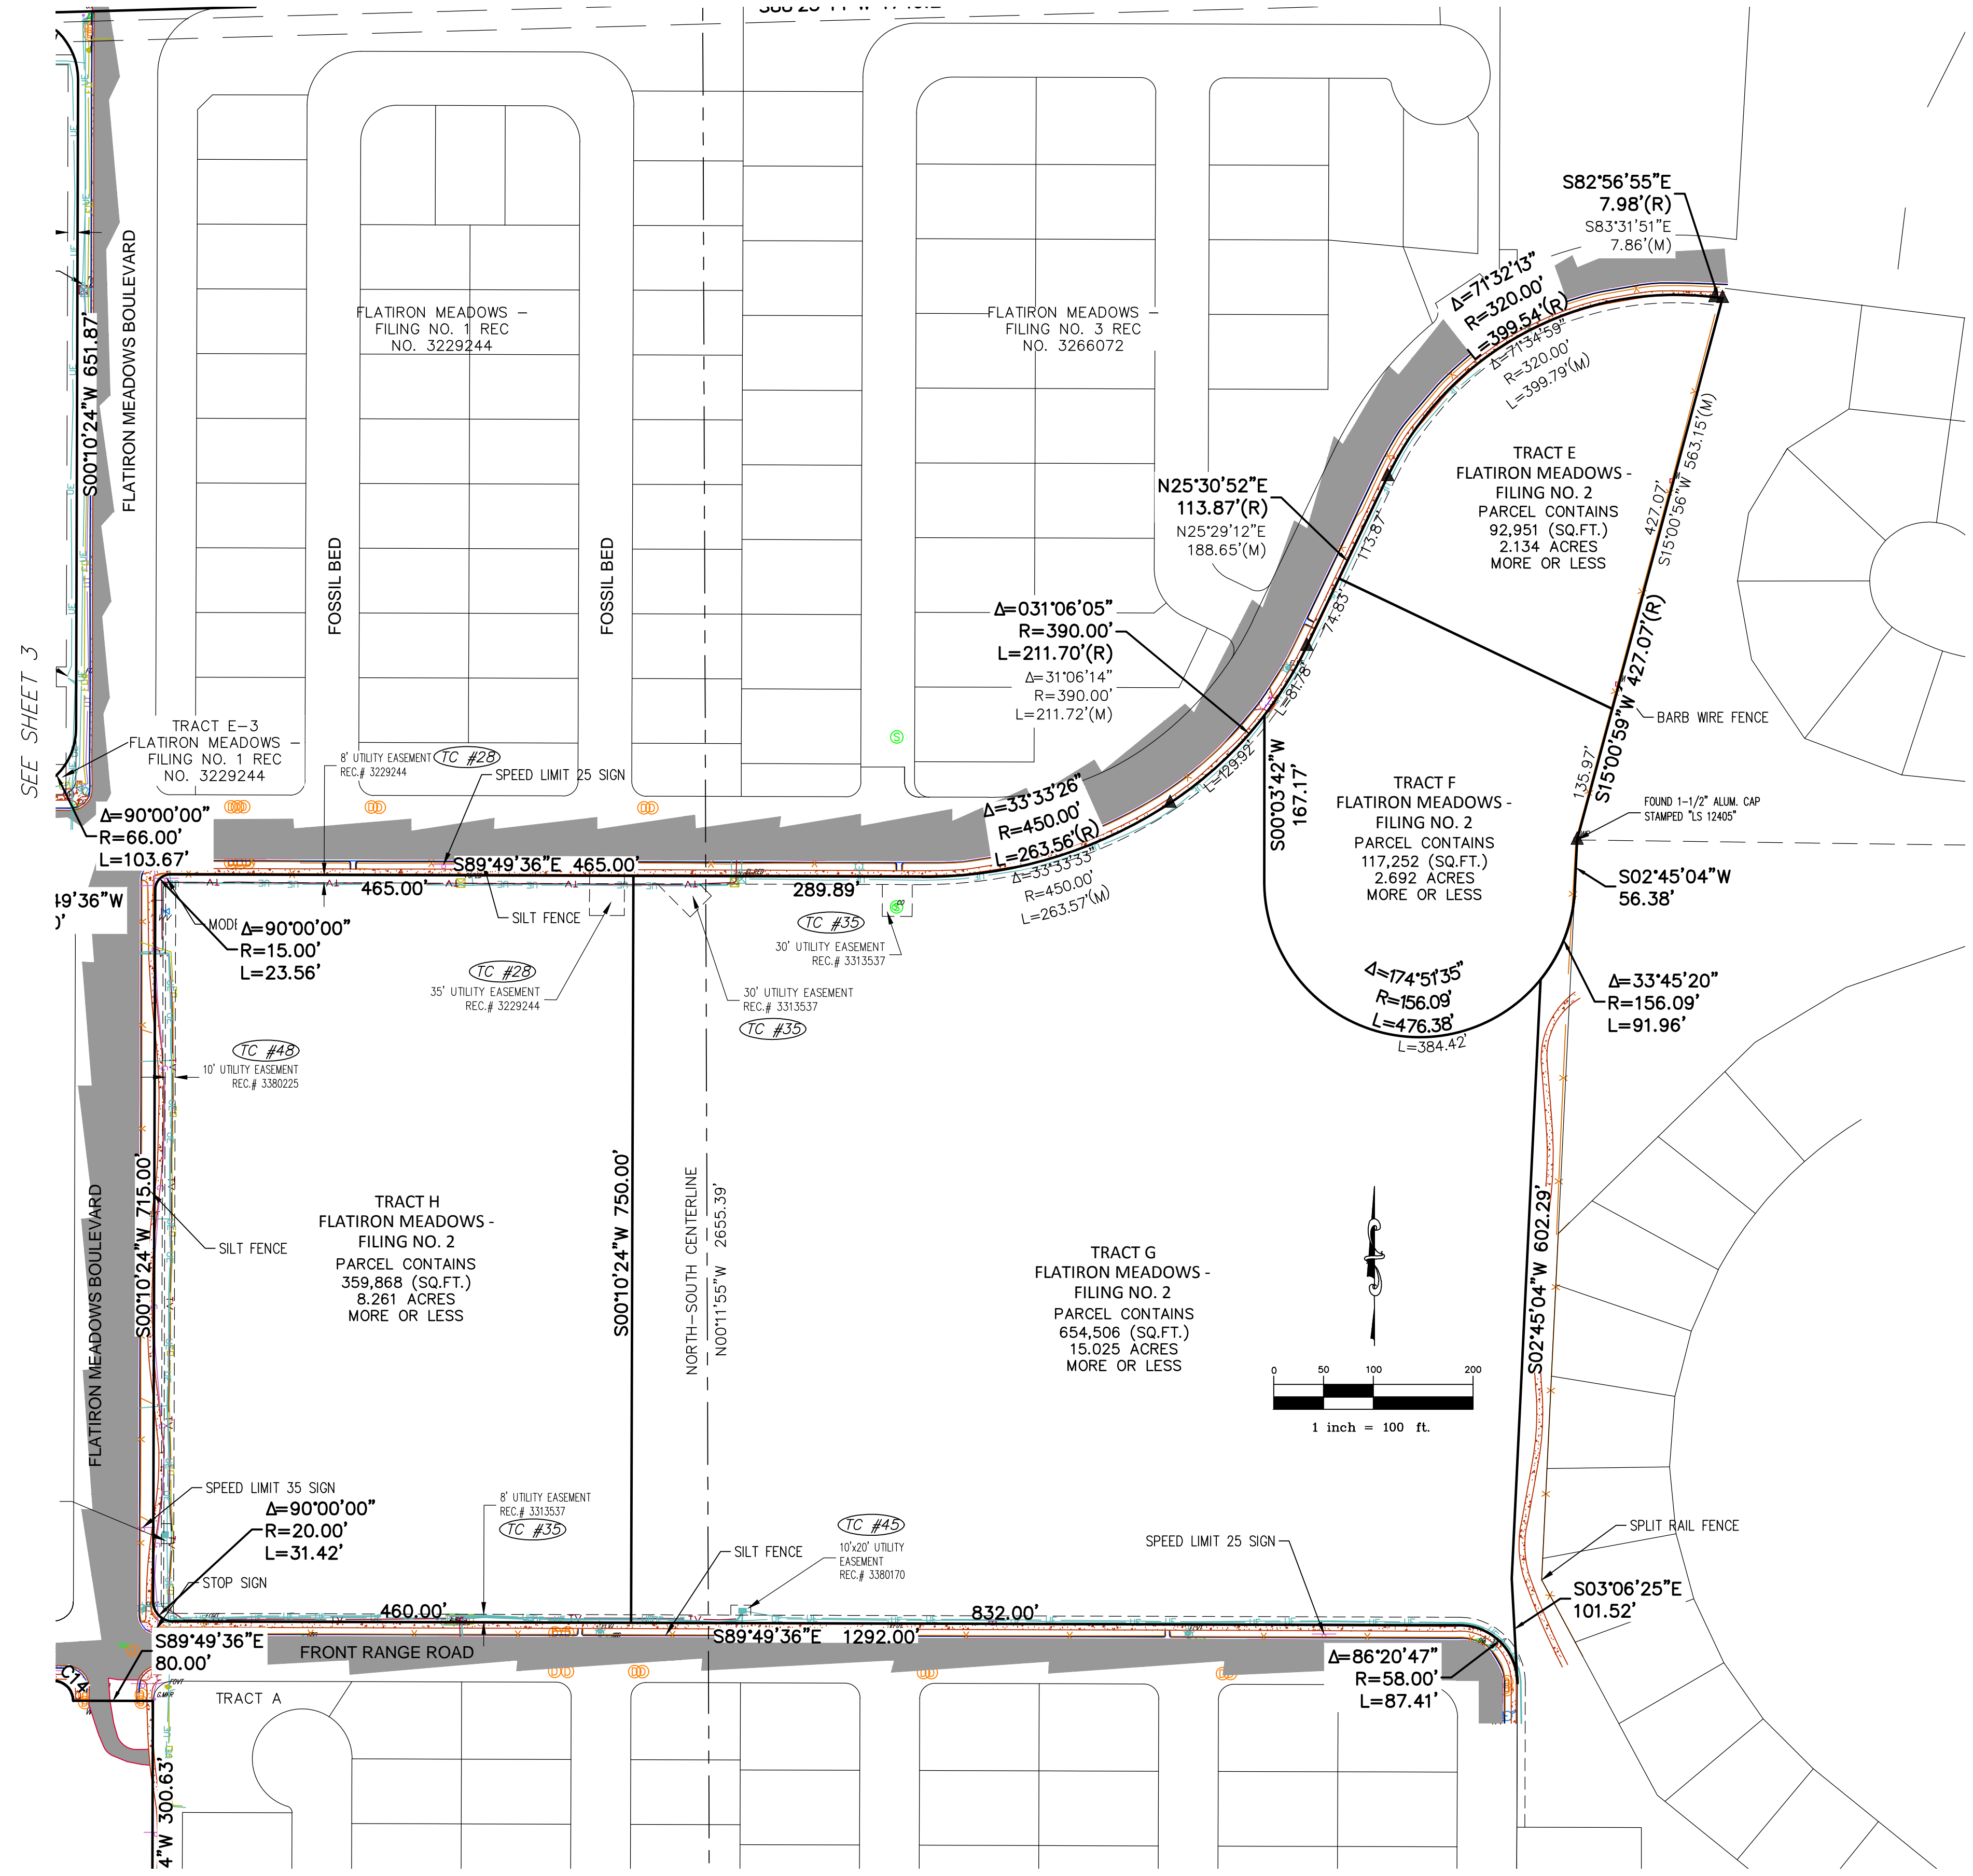 SEE SHEET 3
S00°10'24"W 651.87'
FLATIRON MEADOWS BOULEVARD
FLATIRON MEADOWS –
FILING NO. 1 REC
NO. 3229244
FOSSIL BED
FOSSIL BED
FLATIRON MEADOWS –
FILING NO. 3 REC
NO. 3266072
S82°56'55"E
7.98'(R)
S83°31'51"E
7.86'(M)
Δ=71°32'13"
R=320.00'
L=399.54'(R)
Δ=71°34'59"
R=320.00'
L=399.79'(M)
TRACT E
FLATIRON MEADOWS -
FILING NO. 2
PARCEL CONTAINS
92,951 (SQ.FT.)
2.134 ACRES
MORE OR LESS
427.07'
S15°00'56"W 563.15'(M)
S15°00'59"W 427.07'(R)
135.97'
N25°30'52"E
113.87'(R)
N25°29'12"E
188.65'(M)
113.87'
74.83'
Δ=031°06'05"
R=390.00'
L=211.70'(R)
Δ=31°06'14"
R=390.00'
L=211.72'(M)
L=81.78'
L=129.92'
BARB WIRE FENCE
FOUND 1-1/2" ALUM. CAP
STAMPED "LS 12405"
TRACT E-3
FLATIRON MEADOWS –
FILING NO. 1 REC
NO. 3229244
8' UTILITY EASEMENT
REC.# 3229244
TC #28
SPEED LIMIT 25 SIGN
Δ=90°00'00"
R=66.00'
L=103.67'
Δ=33°33'26"
R=450.00'
L=263.56'(R)
Δ=33°33'33"
R=450.00'
L=263.57'(M)
S00°03'42"W
167.17'
TRACT F
FLATIRON MEADOWS -
FILING NO. 2
PARCEL CONTAINS
117,252 (SQ.FT.)
2.692 ACRES
MORE OR LESS
S02°45'04"W
56.38'
S89°49'36"E 465.00'
465.00'
289.89'
49'36"W
SILT FENCE
Δ=90°00'00"
R=15.00'
L=23.56'
TC #28
35' UTILITY EASEMENT
REC.# 3229244
TC #35
30' UTILITY EASEMENT
REC.# 3313537
30' UTILITY EASEMENT
REC.# 3313537
TC #35
Δ=174°51'35"
R=156.09'
L=476.38'
L=384.42'
Δ=33°45'20"
R=156.09'
L=91.96'
TC #48
10' UTILITY EASEMENT
REC.# 3380225
FLATIRON MEADOWS BOULEVARD
S00°10'24"W 715.00'
SILT FENCE
TRACT H
FLATIRON MEADOWS -
FILING NO. 2
PARCEL CONTAINS
359,868 (SQ.FT.)
8.261 ACRES
MORE OR LESS
S00°10'24"W 750.00'
NORTH-SOUTH CENTERLINE
N00°11'55"W 2655.39'
TRACT G
FLATIRON MEADOWS -
FILING NO. 2
PARCEL CONTAINS
654,506 (SQ.FT.)
15.025 ACRES
MORE OR LESS
0 50 100 200
1 inch = 100 ft.
S02°45'04"W 602.29'
SPEED LIMIT 35 SIGN
Δ=90°00'00"
R=20.00'
L=31.42'
STOP SIGN
8' UTILITY EASEMENT
REC.# 3313537
TC #35
SILT FENCE
TC #45
10'x20' UTILITY
EASEMENT
REC.# 3380170
SPEED LIMIT 25 SIGN
SPLIT RAIL FENCE
S03°06'25"E
101.52'
460.00'
832.00'
S89°49'36"E 1292.00'
S89°49'36"E
80.00'
FRONT RANGE ROAD
Δ=86°20'47"
R=58.00'
L=87.41'
C14
TRACT A
4"W 300.63'